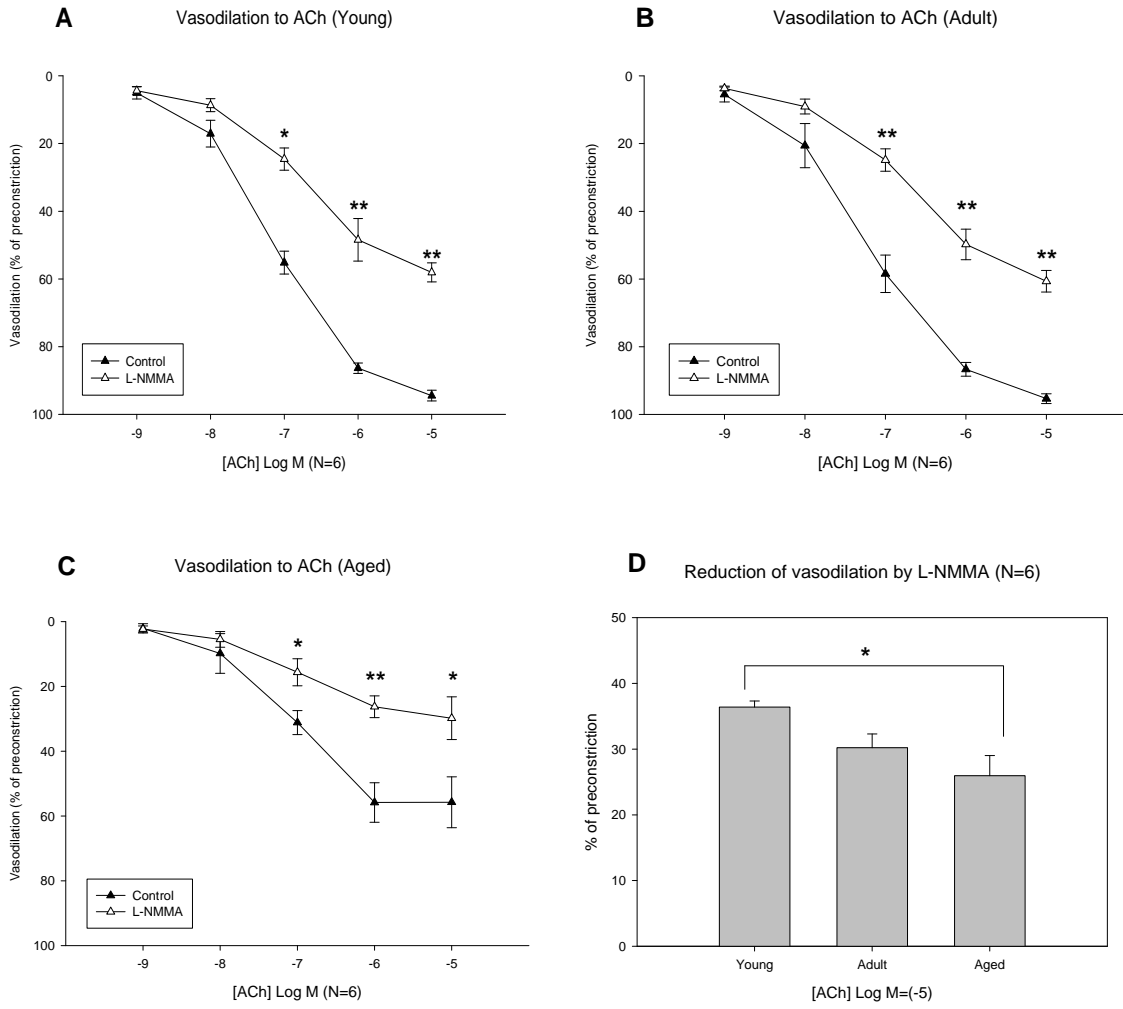 A
Vasodilation to ACh (Young)
Vasodilation (% of preconstriction)
0
20
40
60
80
100
*
**
**
Control
L-NMMA
-9
-8
-7
-6
-5
[ACh] Log M (N=6)
B
Vasodilation to ACh (Adult)
Vasodilation (% of preconstriction)
0
20
40
60
80
100
**
**
**
Control
L-NMMA
-9
-8
-7
-6
-5
[ACh] Log M (N=6)
C
Vasodilation to ACh (Aged)
Vasodilation (% of preconstriction)
0
20
40
60
80
100
*
**
*
Control
L-NMMA
-9
-8
-7
-6
-5
[ACh] Log M (N=6)
D
Reduction of vasodilation by L-NMMA (N=6)
% of preconstriction
50
40
30
20
10
0
*
Young
Adult
Aged
[ACh] Log M=(-5)